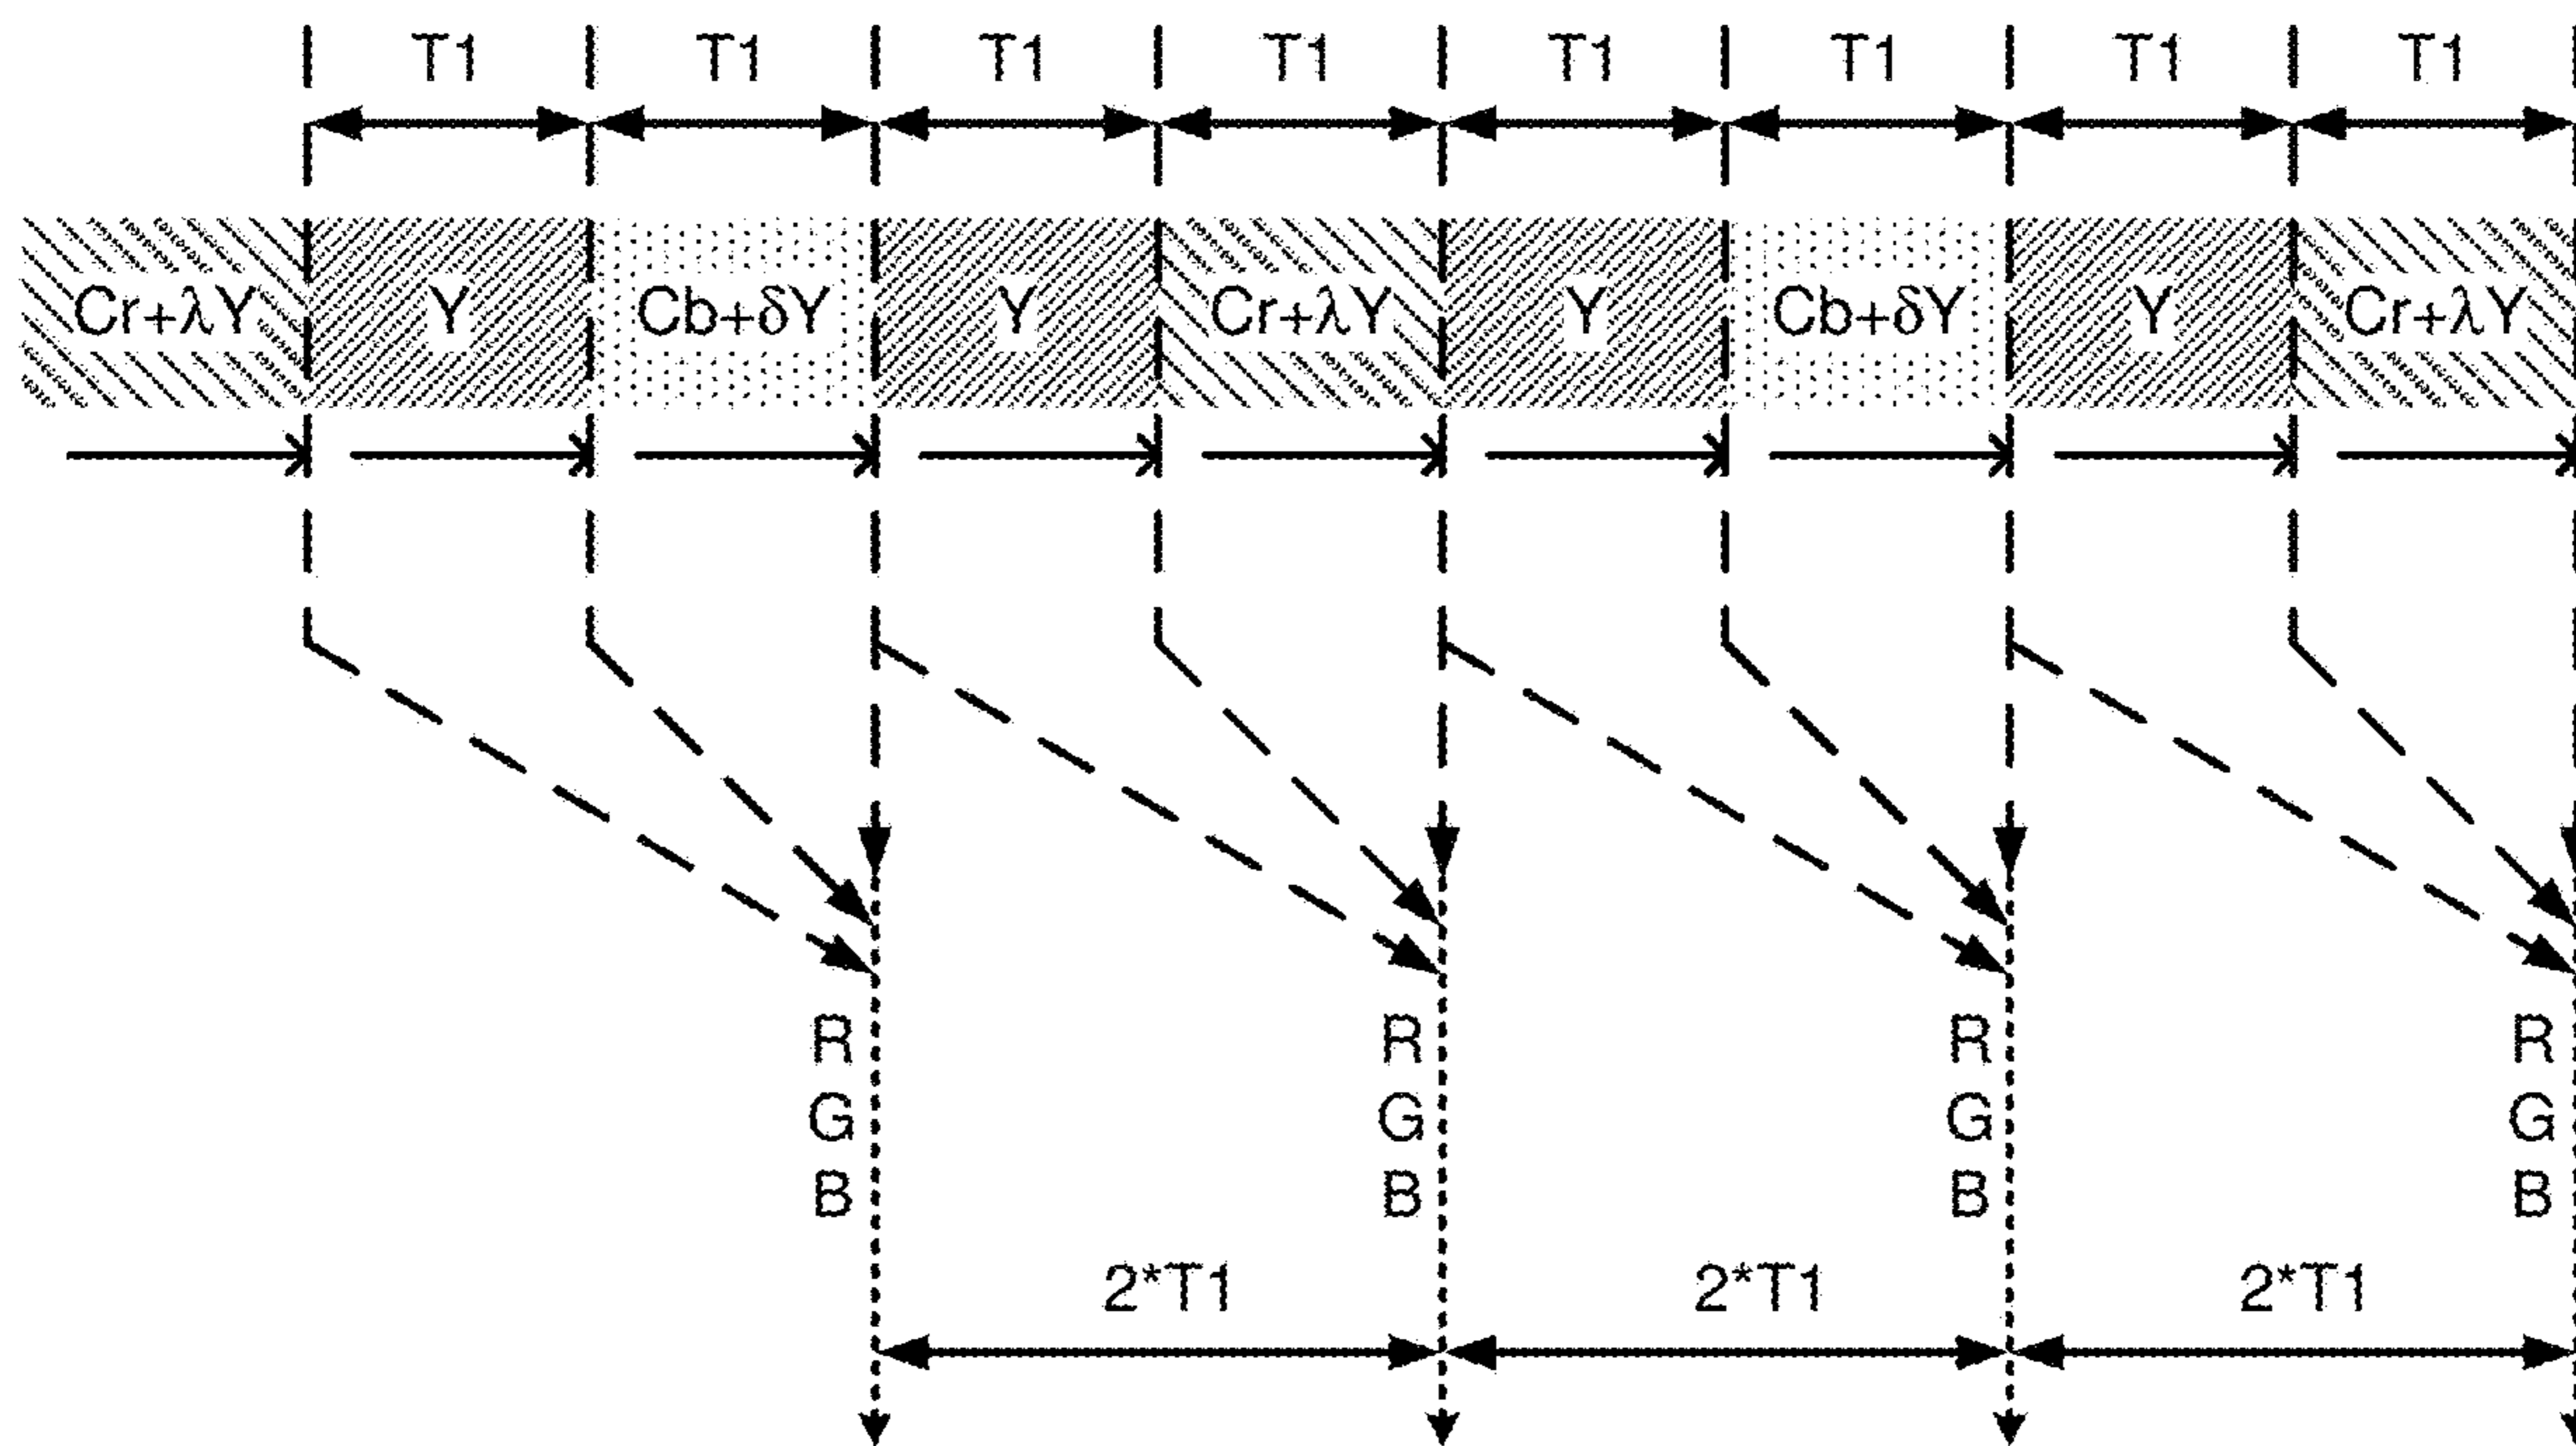 T1 T1 T1 T1 T1 T1 T1 T1
Cr+λY Y Cb+δY Y Cr+λY Y Cb+δY Y Cr+λY
R R R R
G G G G
B B B B
2*T1 2*T1 2*T1